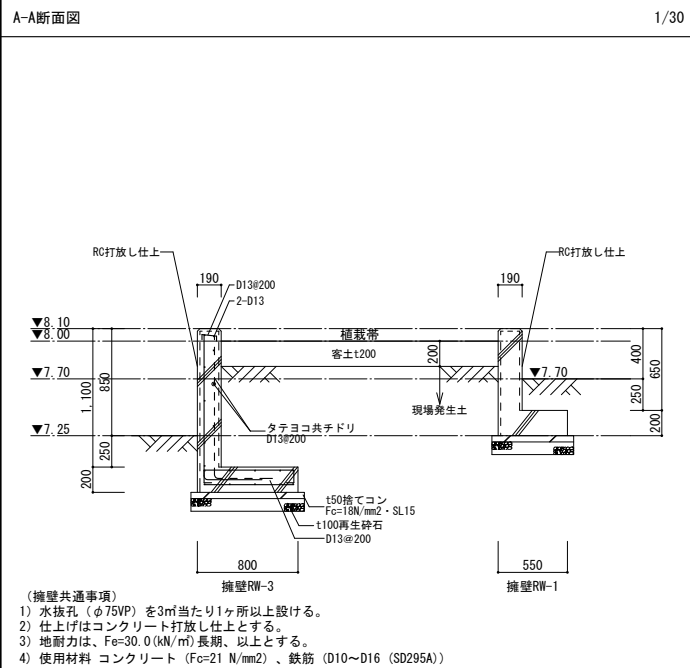 A-A断面図 1/30
RC打放し仕上
RC打放し仕上
190
D13@200
2-D13
190
▼8.10
▼8.00
植栽帯
客土t200
200
400
650
850
1,100
▼7.70
▼7.70
250
現場発生土
タテヨコ共チドリ
D13@200
▼7.25
250
200
200
t50捨てコン
Fc=18N/mm2・SL15
t100再生砕石
D13@200
800
550
擁壁RW-3
擁壁RW-1
(擁壁共通事項)
1) 水抜孔(φ75VP)を3㎡当たり1ヶ所以上設ける。
2) 仕上げはコンクリート打放し仕上とする。
3) 地耐力は、Fe=30.0(kN/㎡)長期、以上とする。
4) 使用材料 コンクリート(Fc=21 N/mm2)、鉄筋(D10～D16(SD295A))